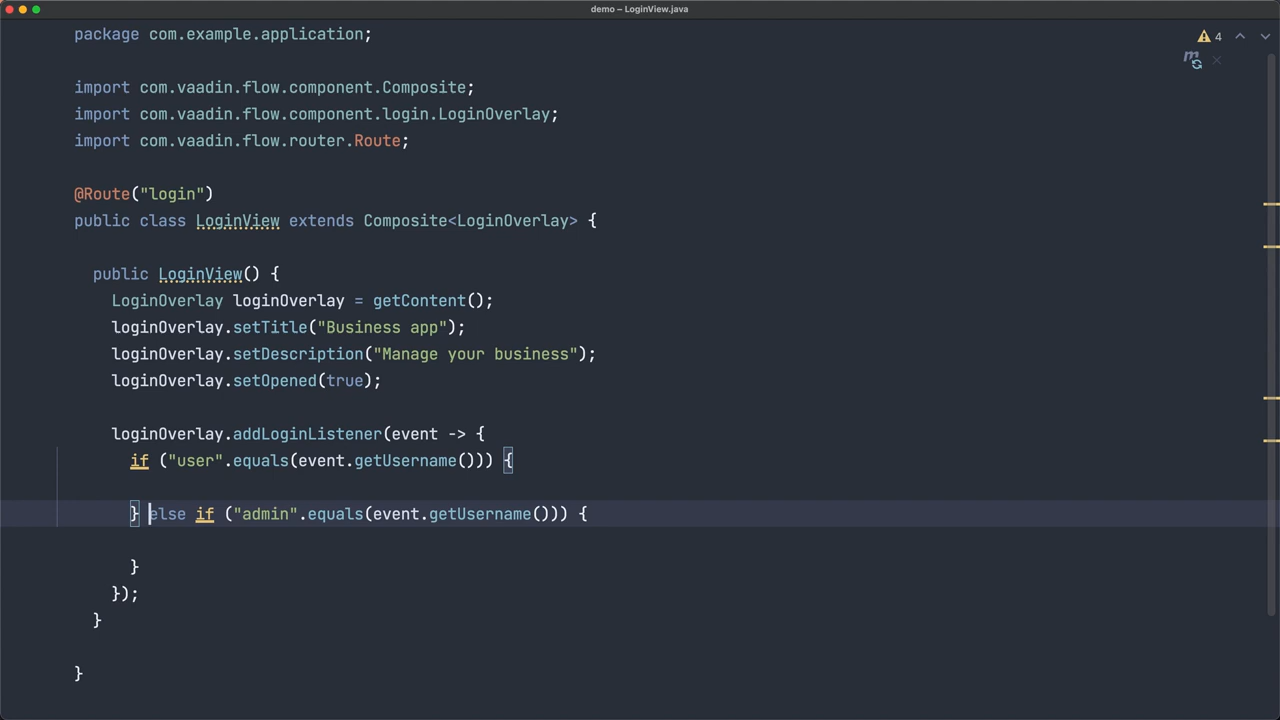 demo – LoginView.java
package com.example.application;
4
import com.vaadin.flow.component.Composite;
import com.vaadin.flow.component.login.LoginOverlay;
import com.vaadin.flow.router.Route;
@Route("login")
public class LoginView extends Composite<LoginOverlay> {
public LoginView() {
LoginOverlay loginOverlay = getContent();
loginOverlay.setTitle("Business app");
loginOverlay.setDescription("Manage your business");
loginOverlay.setOpened(true);
loginOverlay.addLoginListener(event -> {
if ("user".equals(event.getUsername())) {
} else if ("admin".equals(event.getUsername())) {
}
});
}
}